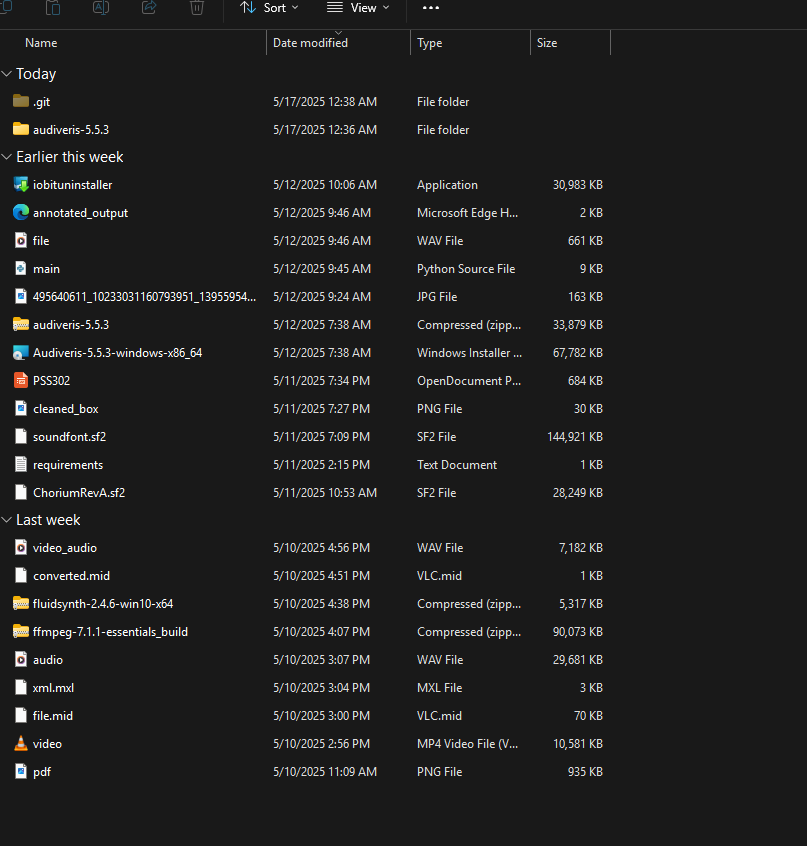 Sort View
Name Date modified Type Size
Today
.git 5/17/2025 12:38 AM File folder
audiveris-5.5.3 5/17/2025 12:36 AM File folder
Earlier this week
iobituninstaller 5/12/2025 10:06 AM Application 30,983 KB
annotated_output 5/12/2025 9:46 AM Microsoft Edge H... 2 KB
file 5/12/2025 9:46 AM WAV File 661 KB
main 5/12/2025 9:45 AM Python Source File 9 KB
495640611_10233031160793951_13955954... 5/12/2025 9:24 AM JPG File 163 KB
audiveris-5.5.3 5/12/2025 7:38 AM Compressed (zipp... 33,879 KB
Audiveris-5.5.3-windows-x86_64 5/12/2025 7:38 AM Windows Installer ... 67,782 KB
PSS302 5/11/2025 7:34 PM OpenDocument P... 684 KB
cleaned_box 5/11/2025 7:27 PM PNG File 30 KB
soundfont.sf2 5/11/2025 7:09 PM SF2 File 144,921 KB
requirements 5/11/2025 2:15 PM Text Document 1 KB
ChoriumRevA.sf2 5/11/2025 10:53 AM SF2 File 28,249 KB
Last week
video_audio 5/10/2025 4:56 PM WAV File 7,182 KB
converted.mid 5/10/2025 4:51 PM VLC.mid 1 KB
fluidsynth-2.4.6-win10-x64 5/10/2025 4:38 PM Compressed (zipp... 5,317 KB
ffmpeg-7.1.1-essentials_build 5/10/2025 4:07 PM Compressed (zipp... 90,073 KB
audio 5/10/2025 3:07 PM WAV File 29,681 KB
xml.mxl 5/10/2025 3:04 PM MXL File 3 KB
file.mid 5/10/2025 3:00 PM VLC.mid 70 KB
video 5/10/2025 2:56 PM MP4 Video File (V... 10,581 KB
pdf 5/10/2025 11:09 AM PNG File 935 KB